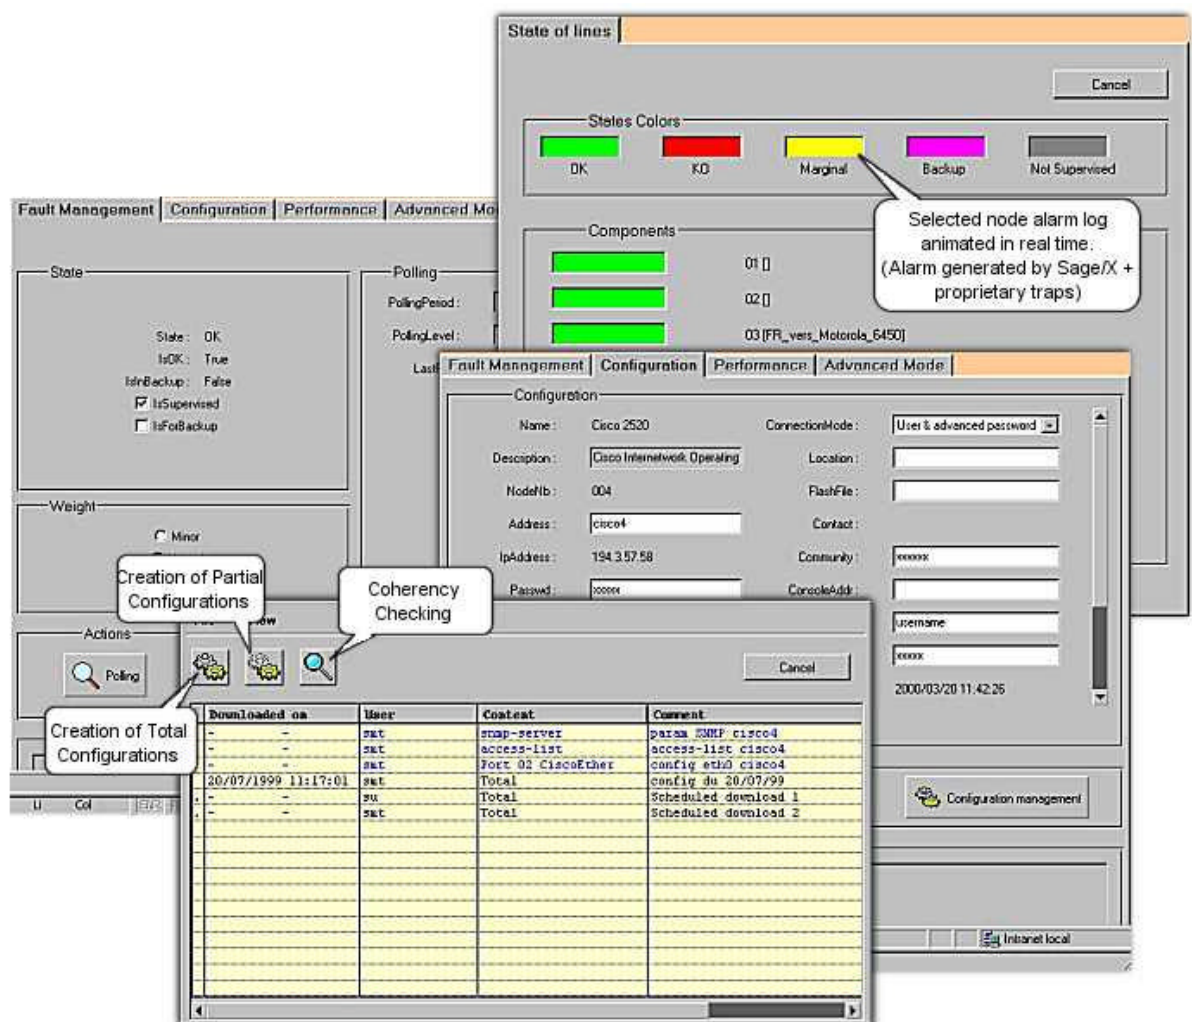 State of lines
Cancel
States Colors
OK
KO
Marginal
Backup
Not Supervised
Selected node alarm log
animated in real time.
(Alarm generated by Sage/X +
proprietary traps)
Components
01 []
02 []
03 [FR_vers_Motorola_6450]
Fault Management
Configuration
Performance
Advanced Mo
State
State : OK
IsOK : True
IsInBackup : False
IsSupervised
IsForBackup
Polling
PollingPeriod :
PollingLevel :
Weight
Minor
Actions
Polling
Li Col
Fault Management
Configuration
Performance
Advanced Mode
Configuration
Name : Cisco 2520
Description : Cisco Internetwork Operating
NodeNb : 004
Address : cisco4
IpAddress : 194.3.57.58
Passwd : xxxxx
ConnectionMode : User & advanced password
Location :
FlashFile :
Contact :
Community : xxxxxx
ConsoleAddr :
username
xxxxx
2000/03/20 11:42:26
Configuration management
Intranet local
Creation of Partial
Configurations
Coherency
Checking
Creation of Total
Configurations
Cancel
Downloaded on User Content Comment
- - smt snmp-server param SNMP cisco4
- - smt access-list access-list cisco4
- - smt Port 02 CiscoEther config eth0 cisco4
20/07/1999 11:17:01 smt Total config du 20/07/99
- - su Total Scheduled download 1
- - smt Total Scheduled download 2